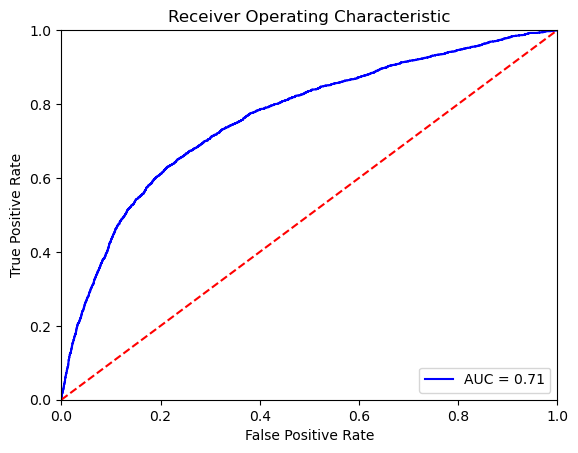 Receiver Operating Characteristic
1.0
0.8
0.6
0.4
0.2
0.0
True Positive Rate
AUC = 0.71
0.0 0.2 0.4 0.6 0.8 1.0
False Positive Rate